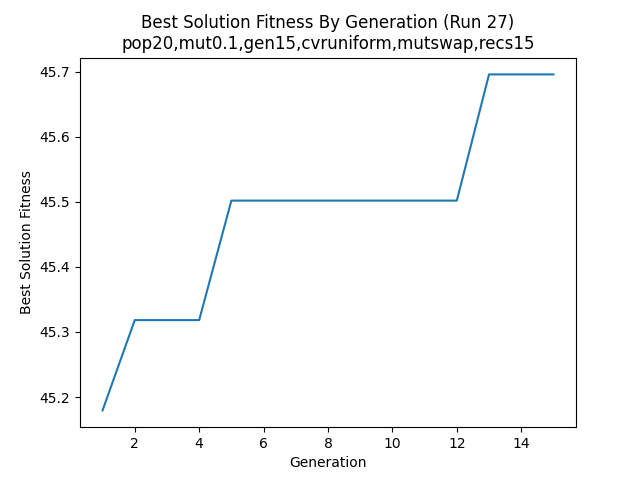 Best Solution Fitness By Generation (Run 27)
pop20,mut0.1,gen15,cvruniform,mutswap,recs15
45.7
45.6
45.5
45.4
45.3
45.2
Best Solution Fitness
2 4 6 8 10 12 14
Generation